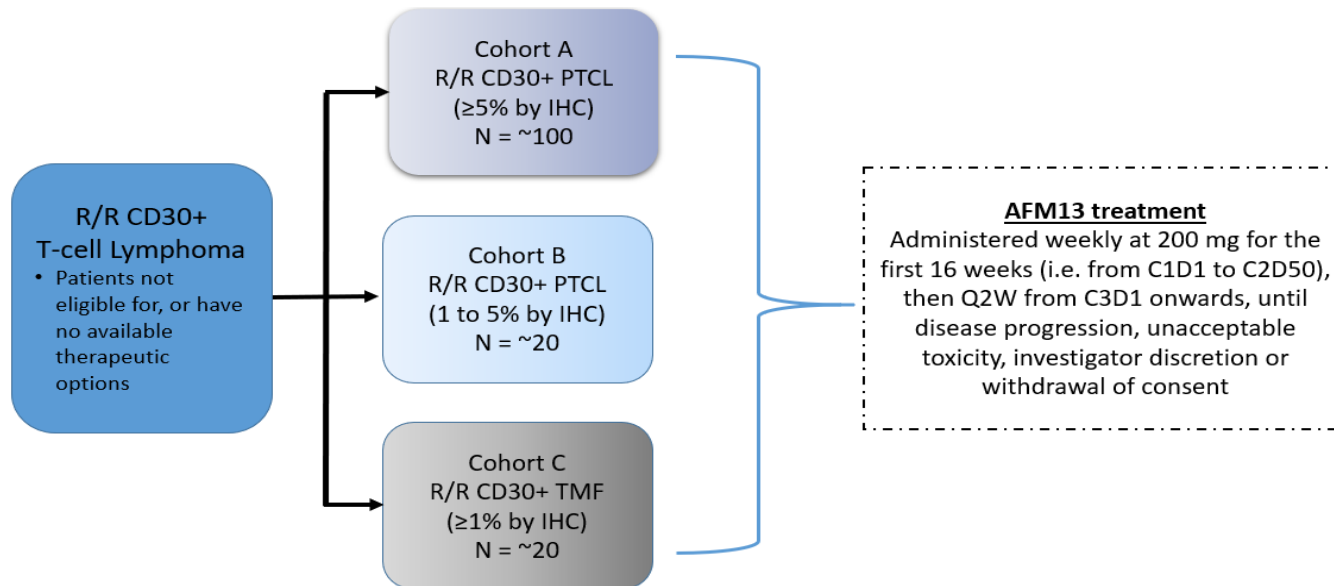 R/R CD30+
T-cell Lymphoma
• Patients not
eligible for, or have
no available
therapeutic
options
Cohort A
R/R CD30+ PTCL
(≥5% by IHC)
N = ~100
Cohort B
R/R CD30+ PTCL
(1 to 5% by IHC)
N = ~20
Cohort C
R/R CD30+ TMF
(≥1% by IHC)
N = ~20
AFM13 treatment
Administered weekly at 200 mg for the
first 16 weeks (i.e. from C1D1 to C2D50),
then Q2W from C3D1 onwards, until
disease progression, unacceptable
toxicity, investigator discretion or
withdrawal of consent